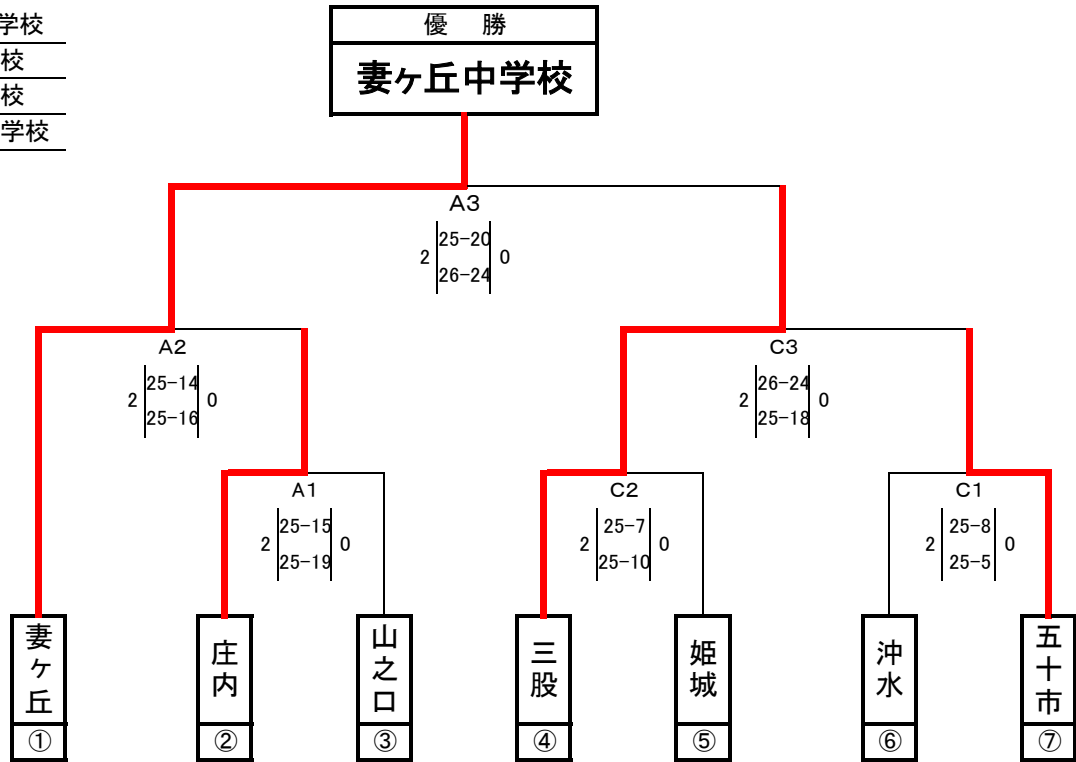 学校
校
校
学校
優　勝
妻ヶ丘中学校
A3
25-20
2 0
26-24
A2
25-14
2 0
25-16
C3
26-24
2 0
25-18
A1
25-15
2 0
25-19
C2
25-7
2 0
25-10
C1
25-8
2 0
25-5
妻ヶ丘
庄内
山之口
三股
姫城
沖水
五十市
① ② ③ ④ ⑤ ⑥ ⑦